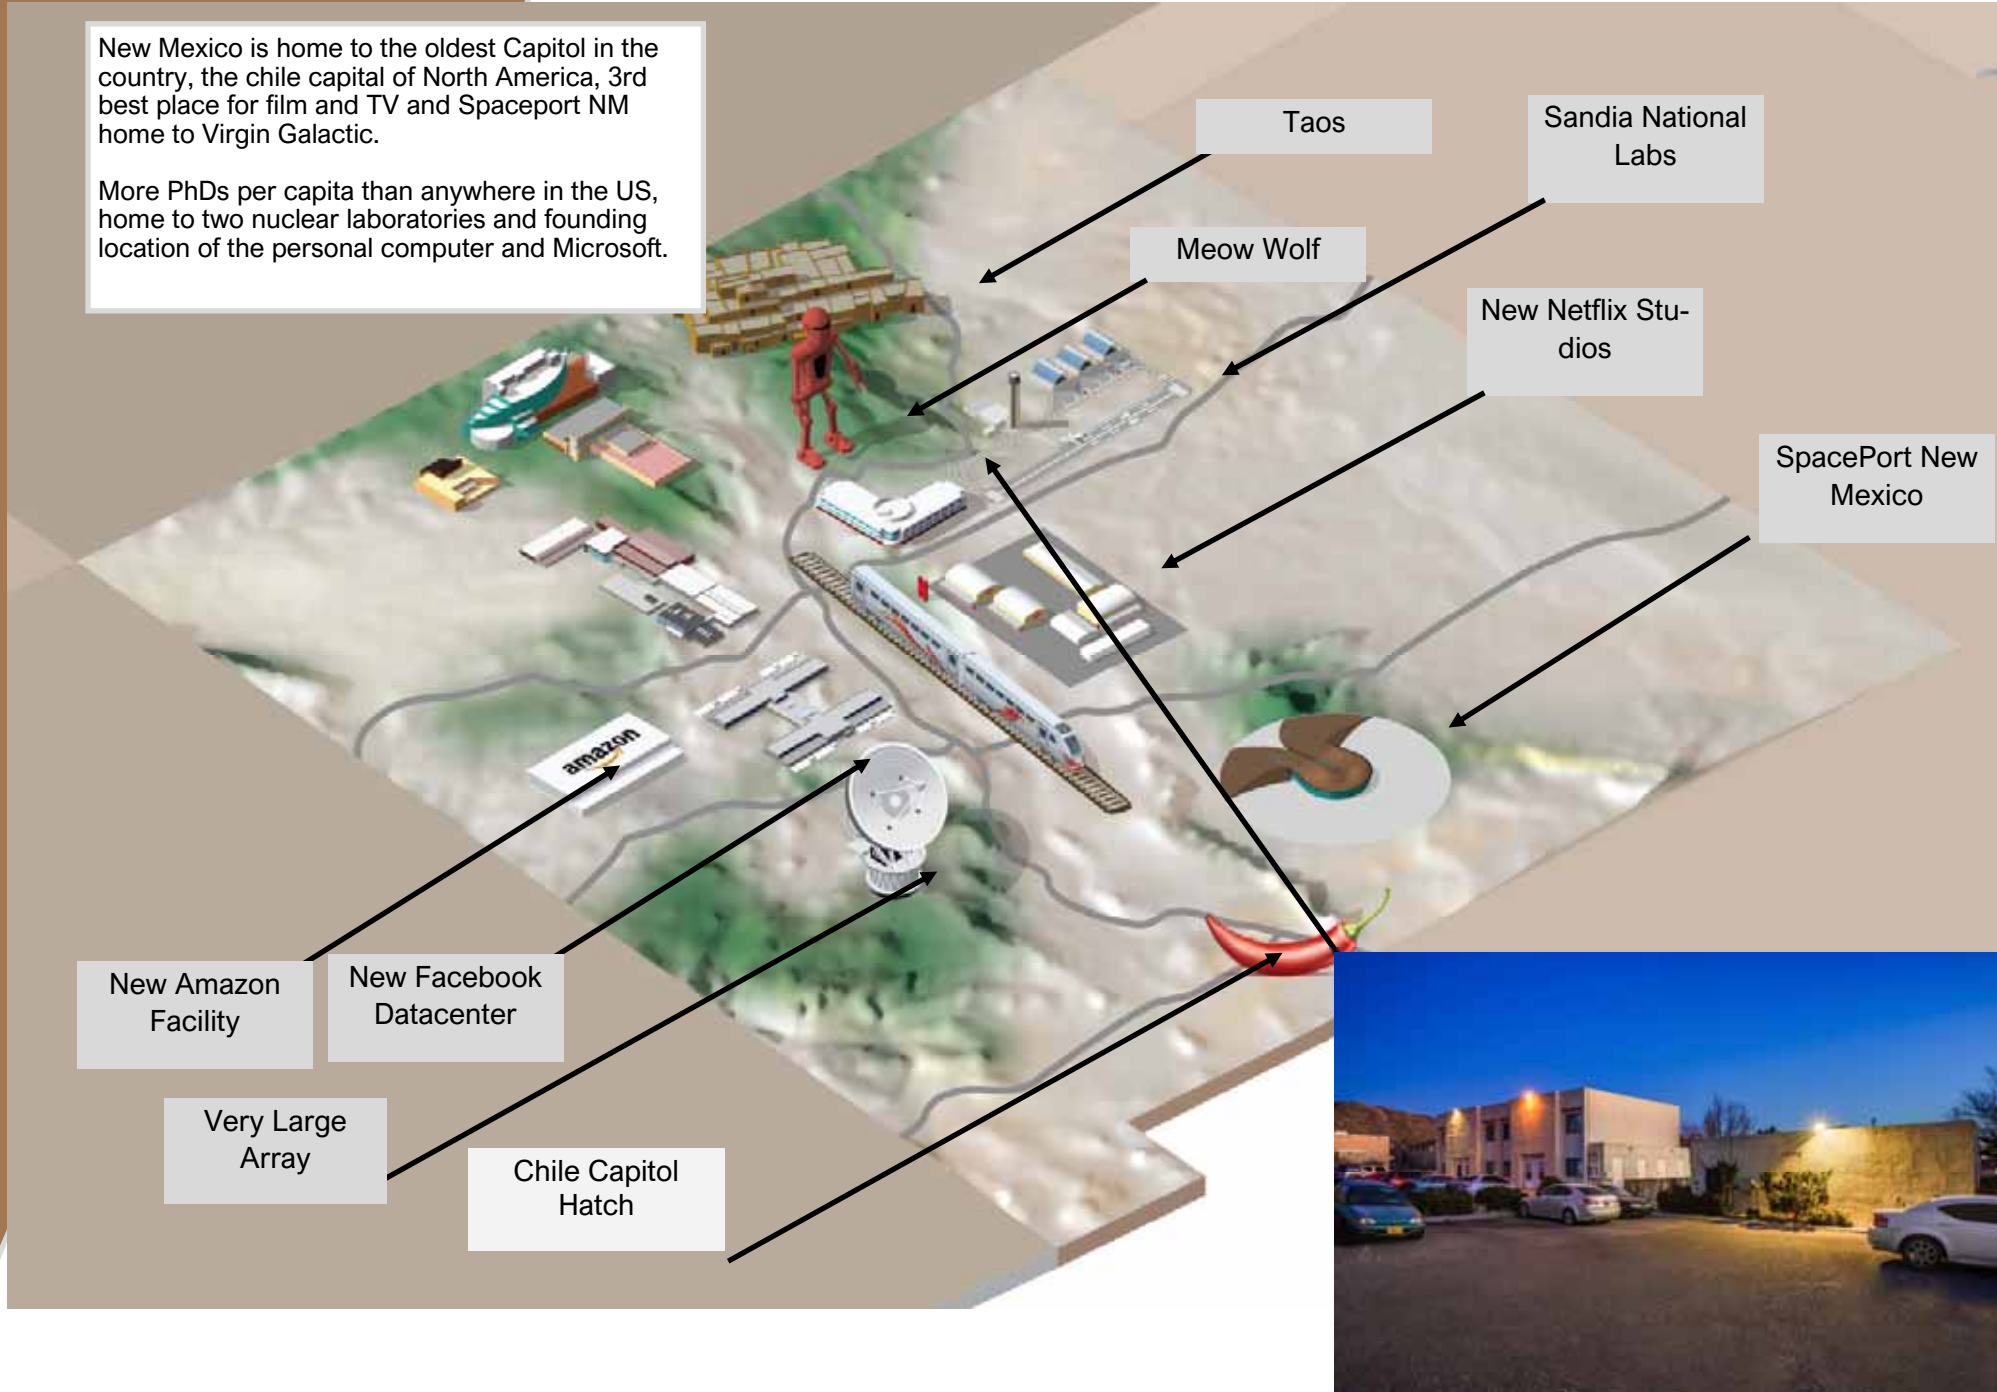 New Mexico is home to the oldest Capitol in the
country, the chile capital of North America, 3rd
best place for film and TV and Spaceport NM
home to Virgin Galactic.
More PhDs per capita than anywhere in the US,
home to two nuclear laboratories and founding
location of the personal computer and Microsoft.
Taos
Sandia National
Labs
Meow Wolf
New Netflix Stu-
dios
SpacePort New
Mexico
amazon
New Amazon
Facility
New Facebook
Datacenter
Very Large
Array
Chile Capitol
Hatch